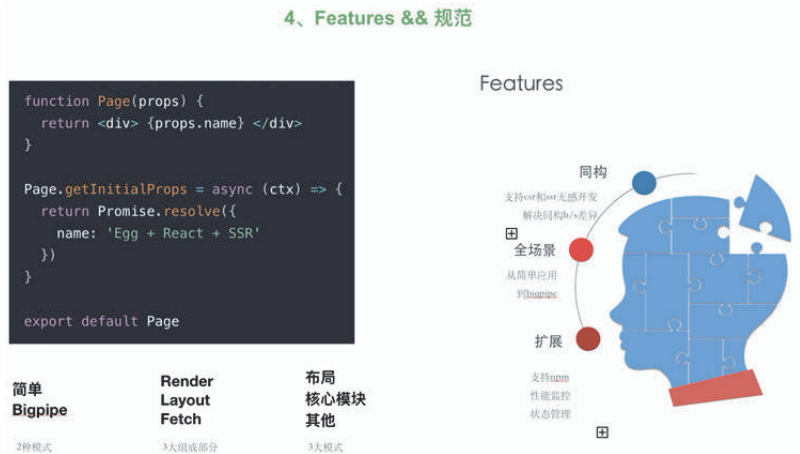 4、Features && 规范
function Page(props) {
return <div> {props.name} </div>
}
Page.getInitialProps = async (ctx) => {
return Promise.resolve({
name: 'Egg + React + SSR'
})
}
export default Page
简单
Bigpipe
2种模式
Render
Layout
Fetch
3大组成部分
布局
核心模块
其他
3大模式
Features
同构
支持csr和ssr无感开发
解决同构b/s差异
全场景
从简单应用
到biopipe
扩展
支持npm
性能监控
状态管理